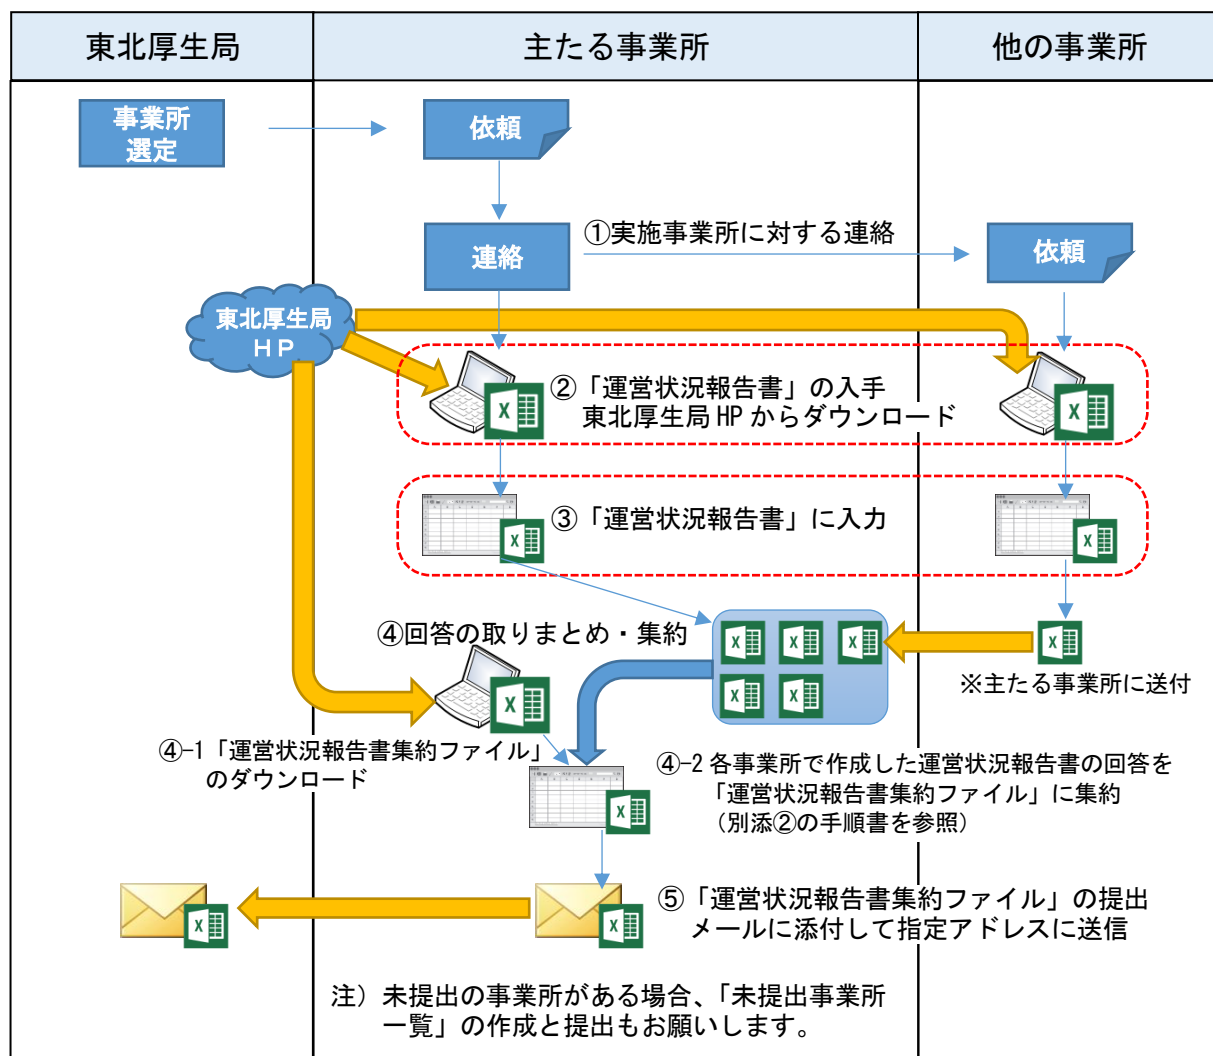 東北厚生局
主たる事業所
他の事業所
事業所
選定
依頼
連絡
①実施事業所に対する連絡
依頼
東北厚生局
ＨＰ
②「運営状況報告書」の入手
東北厚生局 HP からダウンロード
③「運営状況報告書」に入力
④回答の取りまとめ・集約
※主たる事業所に送付
④-1「運営状況報告書集約ファイル」
のダウンロード
④-2 各事業所で作成した運営状況報告書の回答を
「運営状況報告書集約ファイル」に集約
（別添②の手順書を参照）
⑤「運営状況報告書集約ファイル」の提出
メールに添付して指定アドレスに送信
注）未提出の事業所がある場合、「未提出事業所
一覧」の作成と提出もお願いします。